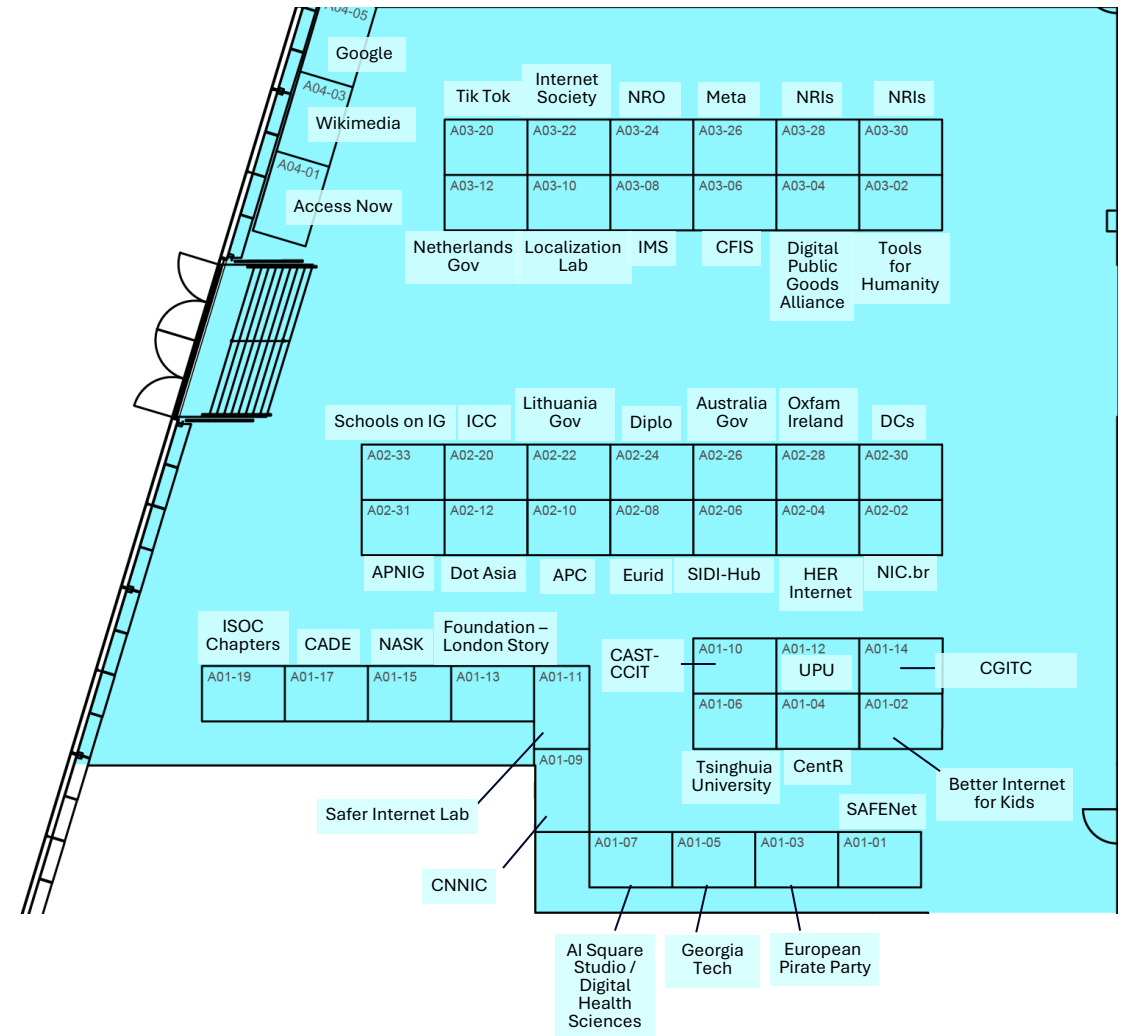 A04-05
Google
A04-03
Wikimedia
A04-01
Access Now
Tik Tok
Internet
Society
NRO
Meta
NRIs
NRIs
A03-20
A03-22
A03-24
A03-26
A03-28
A03-30
A03-12
A03-10
A03-08
A03-06
A03-04
A03-02
Netherlands
Gov
Localization
Lab
IMS
CFIS
Digital
Public
Goods
Alliance
Tools
for
Humanity
Schools on IG
ICC
Lithuania
Gov
Diplo
Australia
Gov
Oxfam
Ireland
DCs
A02-33
A02-20
A02-22
A02-24
A02-26
A02-28
A02-30
A02-31
A02-12
A02-10
A02-08
A02-06
A02-04
A02-02
APNIG
Dot Asia
APC
Eurid
SIDI-Hub
HER
Internet
NIC.br
ISOC
Chapters
CADE
NASK
Foundation –
London Story
A01-19
A01-17
A01-15
A01-13
A01-11
A01-09
Safer Internet Lab
CNNIC
CAST-
CCIT
A01-10
A01-12
UPU
A01-14
CGITC
A01-06
A01-04
A01-02
Tsinghuia
University
CentR
Better Internet
for Kids
SAFENet
A01-07
A01-05
A01-03
A01-01
AI Square
Studio /
Digital
Health
Sciences
Georgia
Tech
European
Pirate Party